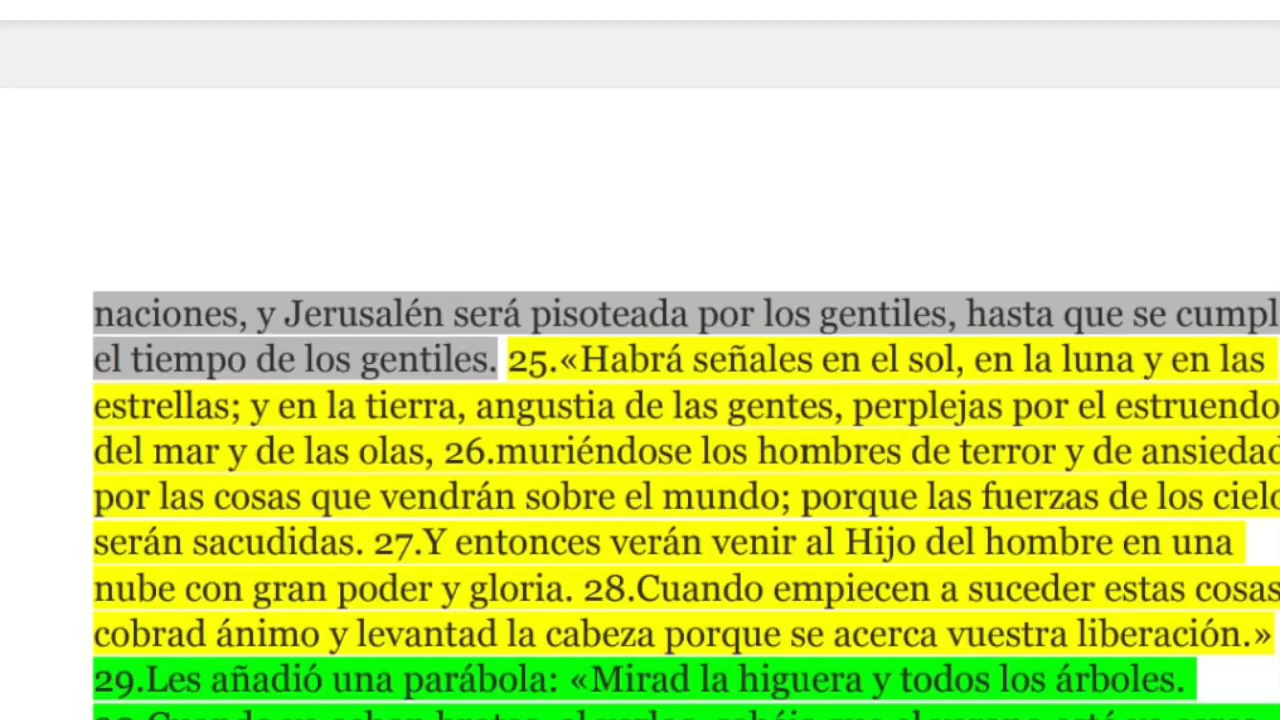 naciones, y Jerusalén será pisoteada por los gentiles, hasta que se cumpl
el tiempo de los gentiles. 25.«Habrá señales en el sol, en la luna y en las
estrellas; y en la tierra, angustia de las gentes, perplejas por el estruendo
del mar y de las olas, 26.muriéndose los hombres de terror y de ansiedad
por las cosas que vendrán sobre el mundo; porque las fuerzas de los cielo
serán sacudidas. 27.Y entonces verán venir al Hijo del hombre en una
nube con gran poder y gloria. 28.Cuando empiecen a suceder estas cosas
cobrad ánimo y levantad la cabeza porque se acerca vuestra liberación.»
29.Les añadió una parábola: «Mirad la higuera y todos los árboles.